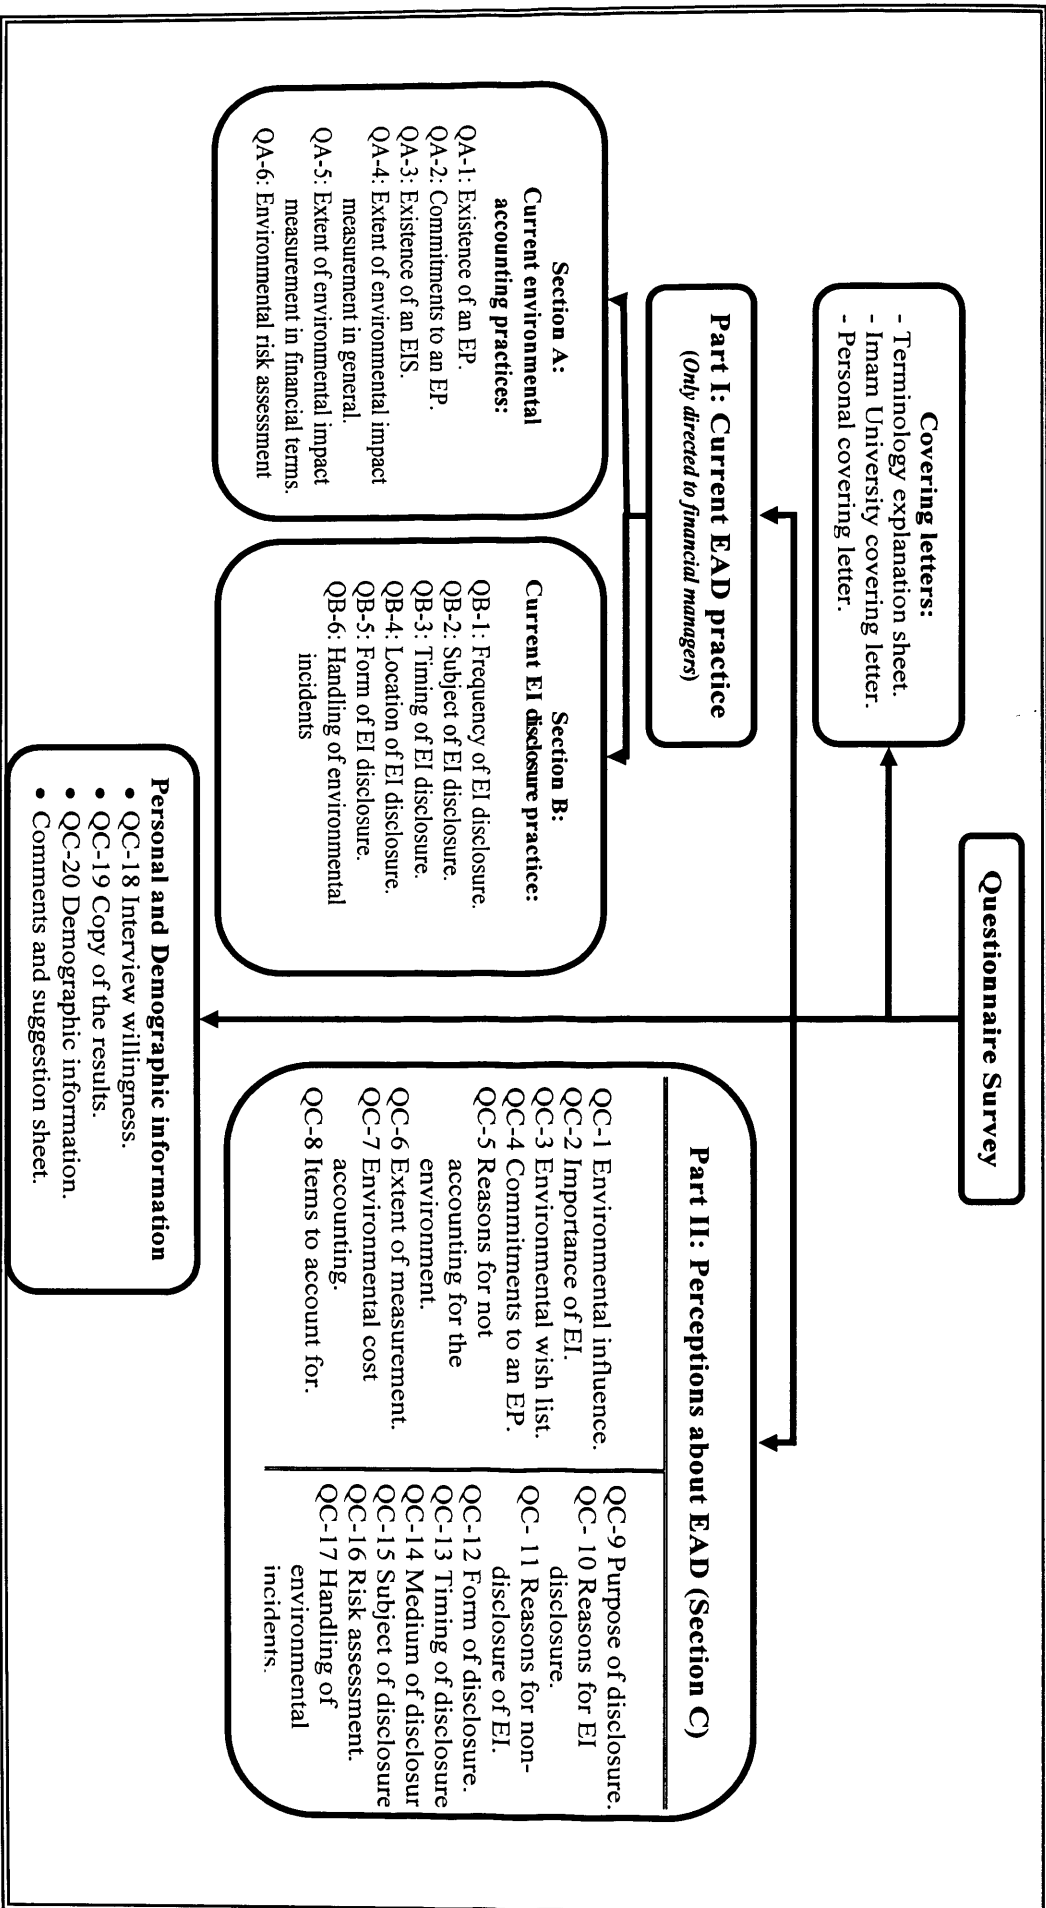 Questionnaire Survey
Covering letters:
- Terminology explanation sheet.
- Imam University covering letter.
- Personal covering letter.
Part I: Current EAD practice
(Only directed to financial managers)
Section A:
Current environmental
accounting practices:
QA-1: Existence of an EP.
QA-2: Commitments to an EP.
QA-3: Existence of an EIS.
QA-4: Extent of environmental impact
measurement in general.
QA-5: Extent of environmental impact
measurement in financial terms.
QA-6: Environmental risk assessment
Section B:
Current EI disclosure practice:
QB-1: Frequency of EI disclosure.
QB-2: Subject of EI disclosure.
QB-3: Timing of EI disclosure.
QB-4: Location of EI disclosure.
QB-5: Form of EI disclosure.
QB-6: Handling of environmental
incidents
Part II: Perceptions about EAD (Section C)
QC-1 Environmental influence.
QC-2 Importance of EI.
QC-3 Environmental wish list.
QC-4 Commitments to an EP.
QC-5 Reasons for not
accounting for the
environment.
QC-6 Extent of measurement.
QC-7 Environmental cost
accounting.
QC-8 Items to account for.
QC-9 Purpose of disclosure.
QC- 10 Reasons for EI
disclosure.
QC- 11 Reasons for non-
disclosure of EI.
QC-12 Form of disclosure.
QC-13 Timing of disclosure
QC-14 Medium of disclosur
QC-15 Subject of disclosure
QC-16 Risk assessment.
QC-17 Handling of
environmental
incidents.
Personal and Demographic information
• QC-18 Interview willingness.
• QC-19 Copy of the results.
• QC-20 Demographic information.
• Comments and suggestion sheet.